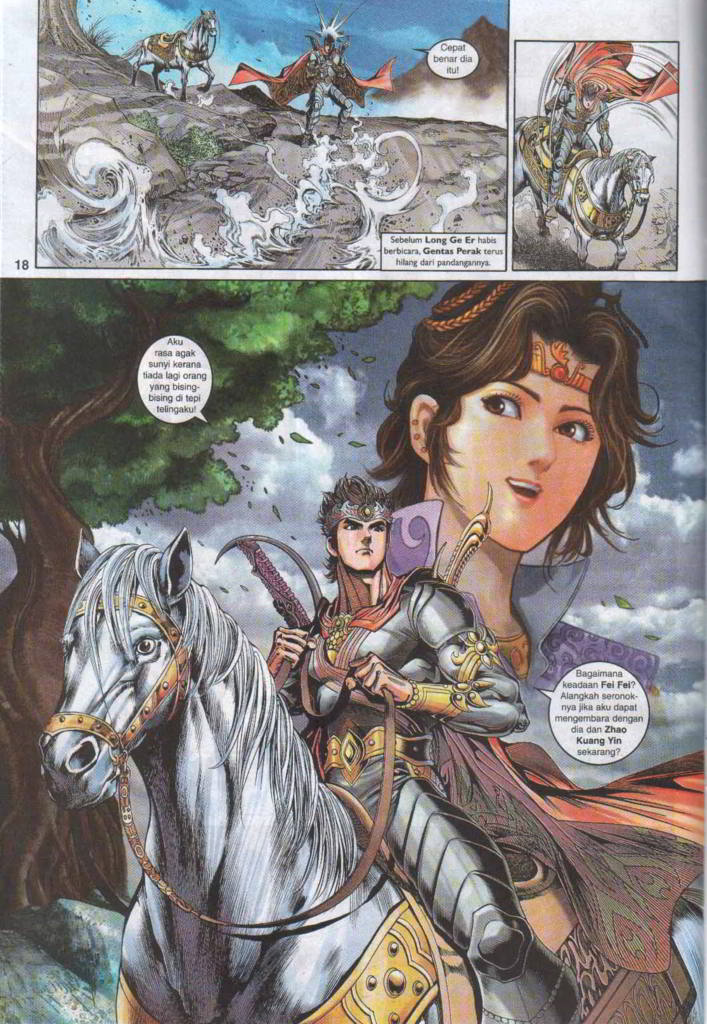 Cepat
benar dia
itu!
Sebelum Long Ge Er habis
berbicara, Gentas Perak terus
hilang dari pandangannya.
18
Aku
rasa agak
sunyi kerana
tiada lagi orang
yang bising-
bising di tepi
telingaku!
Bagaimana
keadaan Fei Fei?
Alangkah seronok-
nya jika aku dapat
mengembara dengan
dia dan Zhao
Kuang Yin
sekarang?